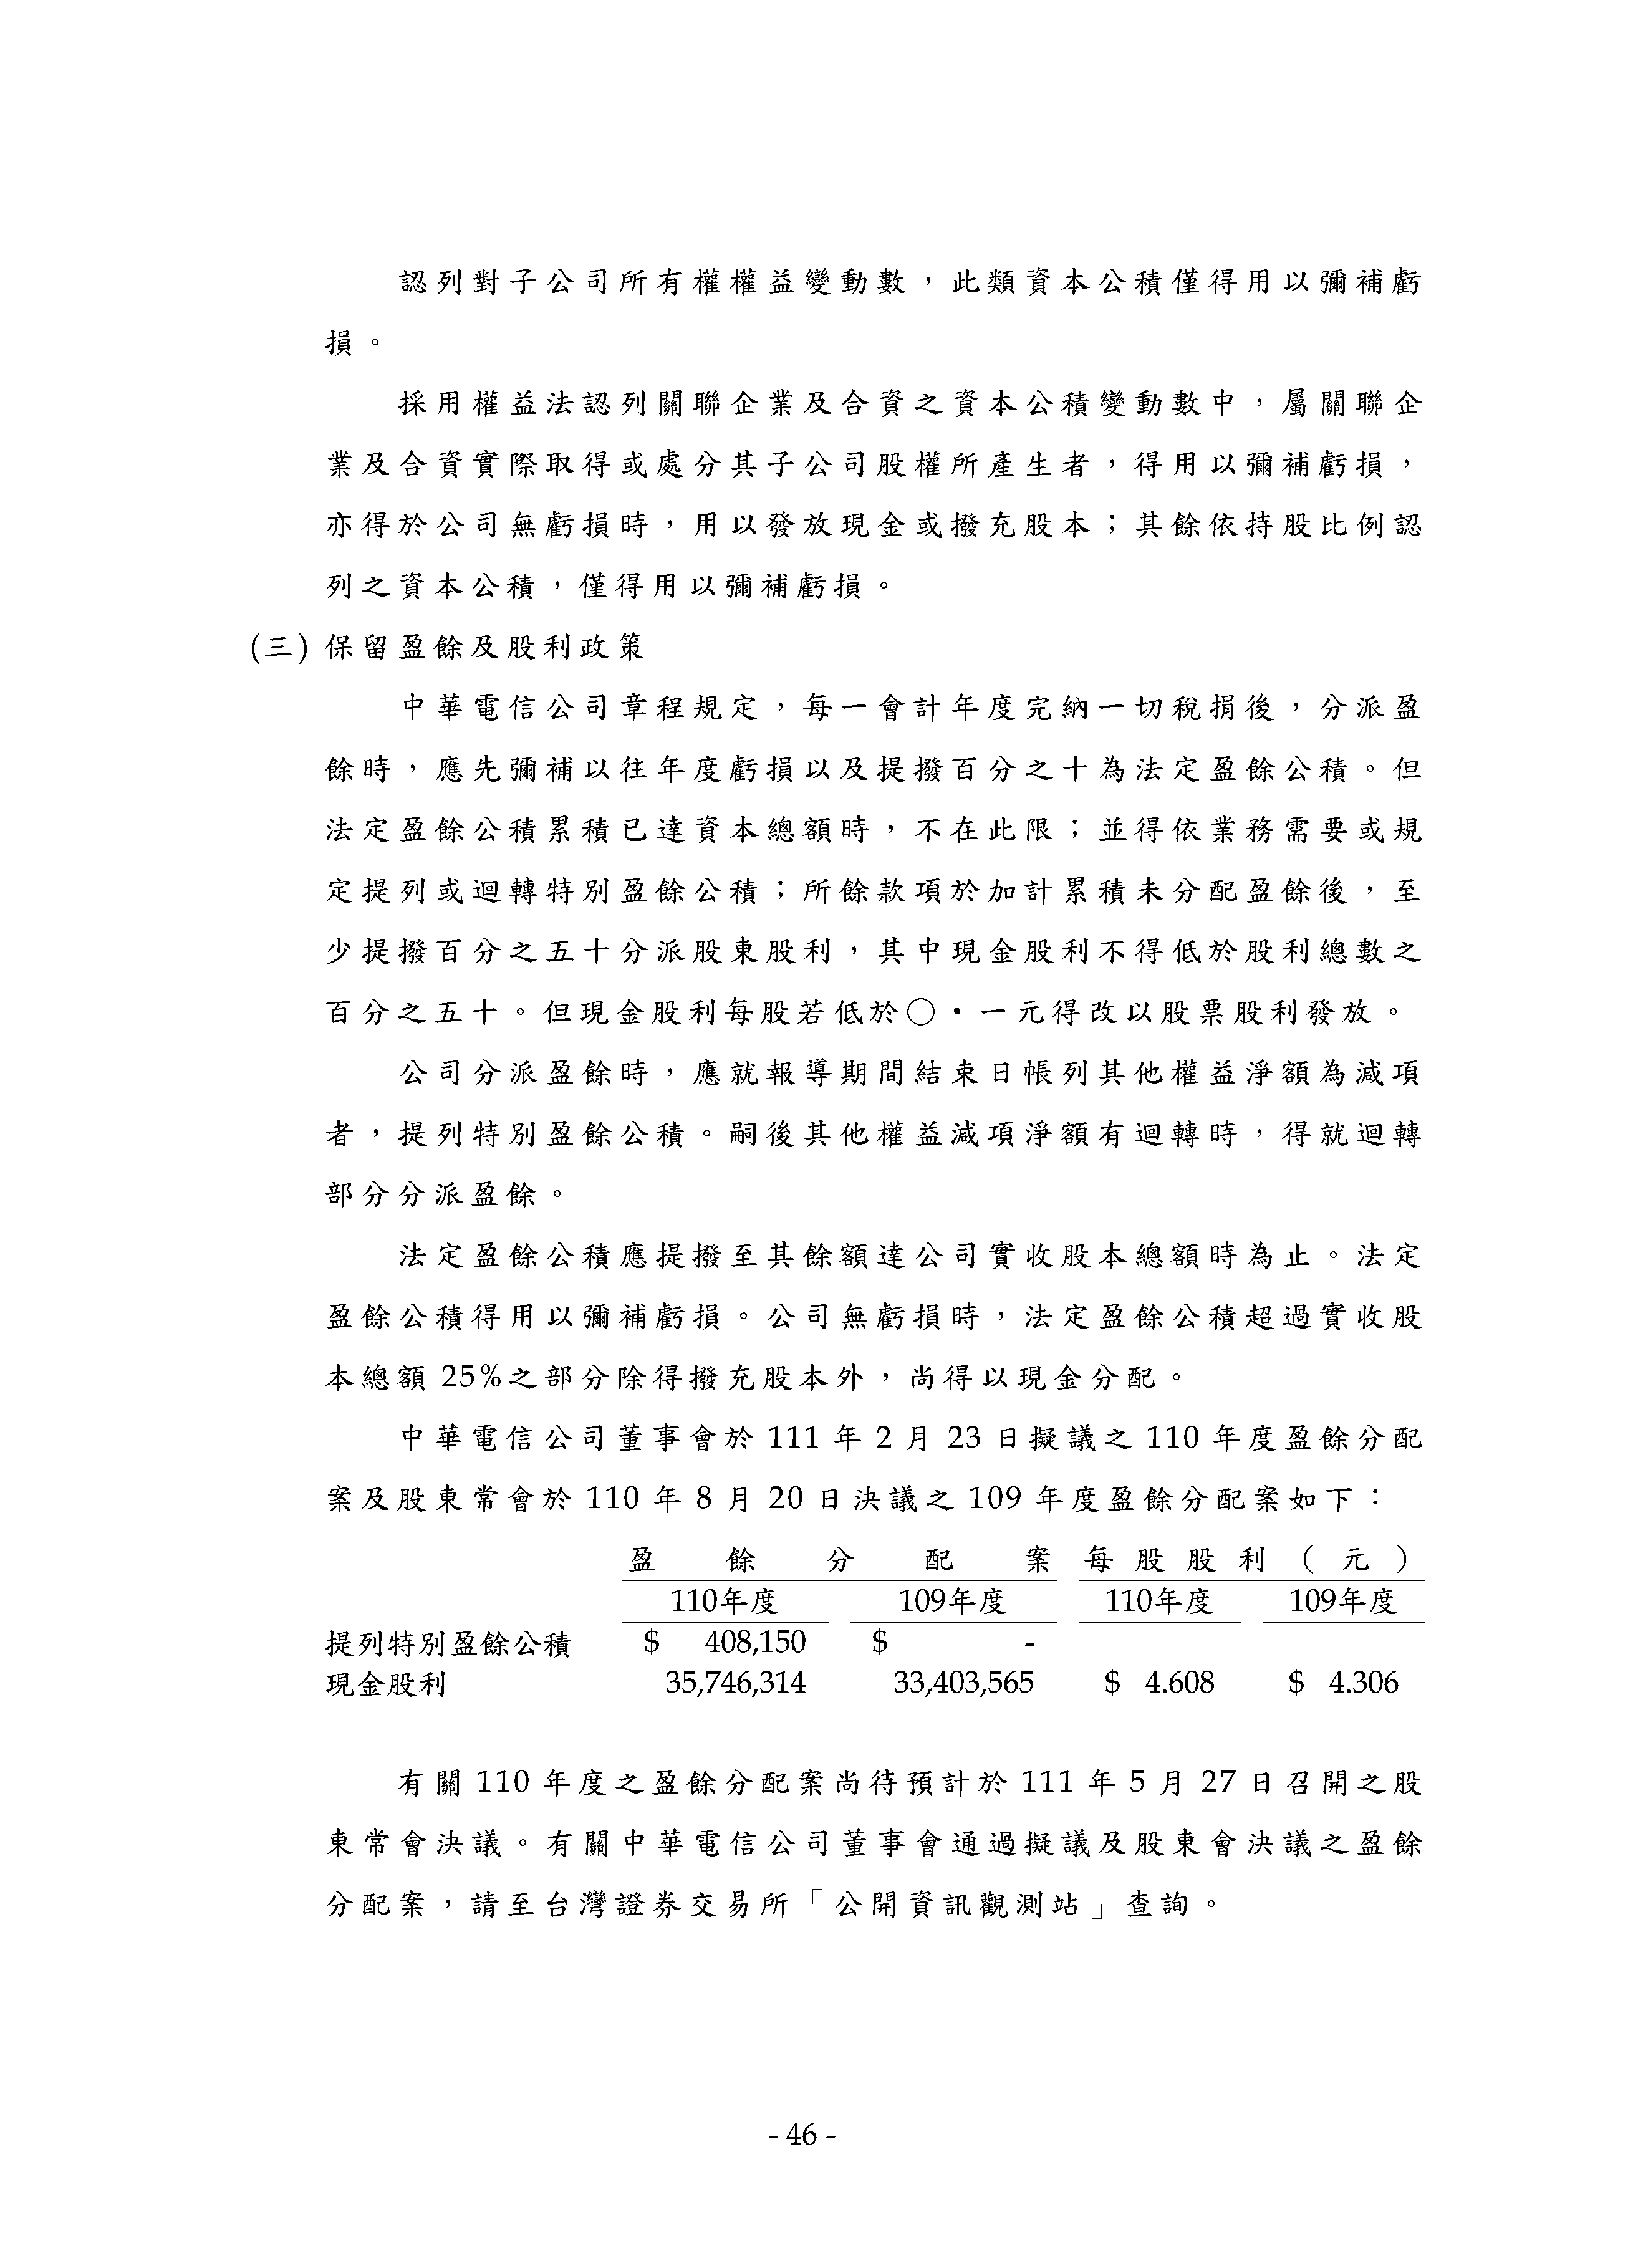 認列對子公司所有權權益變動數，此類資本公積僅得用以彌補虧
損。
採用權益法認列關聯企業及合資之資本公積變動數中，屬關聯企
業及合資實際取得或處分其子公司股權所產生者，得用以彌補虧損，
亦得於公司無虧損時，用以發放現金或撥充股本；其餘依持股比例認
列之資本公積，僅得用以彌補虧損。
(三) 保留盈餘及股利政策
中華電信公司章程規定，每一會計年度完納一切稅捐後，分派盈
餘時，應先彌補以往年度虧損以及提撥百分之十為法定盈餘公積。但
法定盈餘公積累積已達資本總額時，不在此限；並得依業務需要或規
定提列或迴轉特別盈餘公積；所餘款項於加計累積未分配盈餘後，至
少提撥百分之五十分派股東股利，其中現金股利不得低於股利總數之
百分之五十。但現金股利每股若低於〇・一元得改以股票股利發放。
公司分派盈餘時，應就報導期間結束日帳列其他權益淨額為減項
者，提列特別盈餘公積。嗣後其他權益減項淨額有迴轉時，得就迴轉
部分分派盈餘。
法定盈餘公積應提撥至其餘額達公司實收股本總額時為止。法定
盈餘公積得用以彌補虧損。公司無虧損時，法定盈餘公積超過實收股
本總額 25%之部分除得撥充股本外，尚得以現金分配。
中華電信公司董事會於 111 年 2 月 23 日擬議之 110 年度盈餘分配
案及股東常會於 110 年 8 月 20 日決議之 109 年度盈餘分配案如下：
盈餘分配案 每股股利（元）
110年度 109年度 110年度 109年度
提列特別盈餘公積 $ 408,150 $ -
現金股利 35,746,314 33,403,565 $ 4.608 $ 4.306
有關 110 年度之盈餘分配案尚待預計於 111 年 5 月 27 日召開之股
東常會決議。有關中華電信公司董事會通過擬議及股東會決議之盈餘
分配案，請至台灣證券交易所「公開資訊觀測站」查詢。
- 46 -